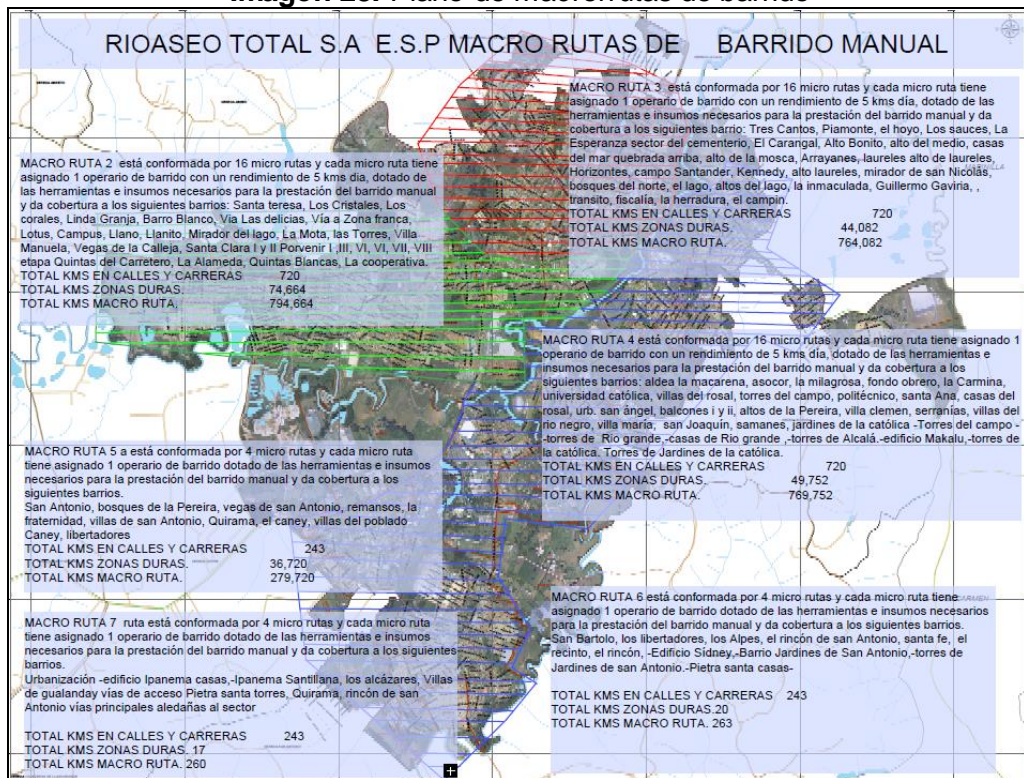 RIOASEO TOTAL S.A E.S.P MACRO RUTAS DE BARRIDO MANUAL
MACRO RUTA 2 está conformada por 16 micro rutas y cada micro ruta tiene
asignado 1 operario de barrido con un rendimiento de 5 kms dia, dotado de
las herramientas e insumos necesarios para la prestación del barrido manual
y da cobertura a los siguientes barrios: Santa teresa, Los Cristales, Los
corales, Linda Granja, Barro Blanco, Via Las delicias, Vía a Zona franca,
Lotus, Campus, Llano, Llanito, Mirador del lago, La Mota, las Torres, Villa
Manuela, Vegas de la Calleja, Santa Clara I y II Porvenir I ,III, VI, VI, VII, VIII
etapa Quintas del Carretero, La Alameda, Quintas Blancas, La cooperativa.
TOTAL KMS EN CALLES Y CARRERAS 720
TOTAL KMS ZONAS DURAS. 74,664
TOTAL KMS MACRO RUTA, 794,664
MACRO RUTA 3 está conformada por 16 micro rutas y cada micro ruta tiene
asignado 1 operario de barrido con un rendimiento de 5 kms día, dotado de las
herramientas e insumos necesarios para la prestación del barrido manual y da
cobertura a los siguientes barrio: Tres Cantos, Piamonte, el hoyo, Los sauces, La
Esperanza sector del cementerio, El Carangal, Alto Bonito, alto del medio, casas
del mar quebrada arriba, alto de la mosca, Arrayanes, laureles alto de laureles,
Horizontes, campo Santander, Kennedy, alto laureles, mirador de san Nicolás,
bosques del norte, el lago, altos del lago, la inmaculada, Guillermo Gaviria, ,
transito, fiscalía, la herradura, el campin.
TOTAL KMS EN CALLES Y CARRERAS 720
TOTAL KMS ZONAS DURAS. 44,082
TOTAL KMS MACRO RUTA. 764,082
MACRO RUTA 4 está conformada por 16 micro rutas y cada micro ruta tiene asignado 1
operario de barrido con un rendimiento de 5 kms día, dotado de las herramientas e
insumos necesarios para la prestación del barrido manual y da cobertura a los
siguientes barrios: aldea la macarena, asocor, la milagrosa, fondo obrero, la Carmina,
universidad católica, villas del rosal, torres del campo, politécnico, santa Ana, casas del
rosal, urb. san ángel, balcones i y ii, altos de la Pereira, villa clemen, serranías, villas del
rio negro, villa maría, san Joaquín, samanes, jardines de la católica -Torres del campo -
-torres de Rio grande,-casas de Rio grande ,-torres de Alcalá.-edificio Makalu,-torres de
la católica. Torres de Jardines de la católica.
TOTAL KMS EN CALLES Y CARRERAS 720
TOTAL KMS ZONAS DURAS. 49,752
TOTAL KMS MACRO RUTA. 769,752
MACRO RUTA 5 a está conformada por 4 micro rutas y cada micro ruta
tiene asignado 1 operario de barrido dotado de las herramientas e insumos
necesarios para la prestación del barrido manual y da cobertura a los
siguientes barrios.
San Antonio, bosques de la Pereira, vegas de san Antonio, remansos, la
fraternidad, villas de san Antonio, Quirama, el caney, villas del poblado
Caney, libertadores
TOTAL KMS EN CALLES Y CARRERAS 243
TOTAL KMS ZONAS DURAS. 36,720
TOTAL KMS MACRO RUTA. 279,720
MACRO RUTA 6 está conformada por 4 micro rutas y cada micro ruta tiene
asignado 1 operario de barrido dotado de las herramientas e insumos necesarios
para la prestación del barrido manual y da cobertura a los siguientes barrios.
San Bartolo, los libertadores, los Alpes, el rincón de san Antonio, santa fe, el
recinto, el rincón, -Edificio Sídney,-Barrio Jardines de San Antonio,-torres de
Jardines de san Antonio.-Pietra santa casas-
TOTAL KMS EN CALLES Y CARRERAS 243
TOTAL KMS ZONAS DURAS.20
TOTAL KMS MACRO RUTA. 263
MACRO RUTA 7 ruta está conformada por 4 micro rutas y cada micro ruta
tiene asignado 1 operario de barrido dotado de las herramientas e insumos
necesarios para la prestación del barrido manual y da cobertura a los siguientes
barrios.
Urbanización -edificio Ipanema casas,-Ipanema Santillana, los alcázares, Villas
de gualanday vías de acceso Pietra santa torres, Quirama, rincón de san
Antonio vías principales aledañas al sector
TOTAL KMS EN CALLES Y CARRERAS 243
TOTAL KMS ZONAS DURAS. 17
TOTAL KMS MACRO RUTA. 260